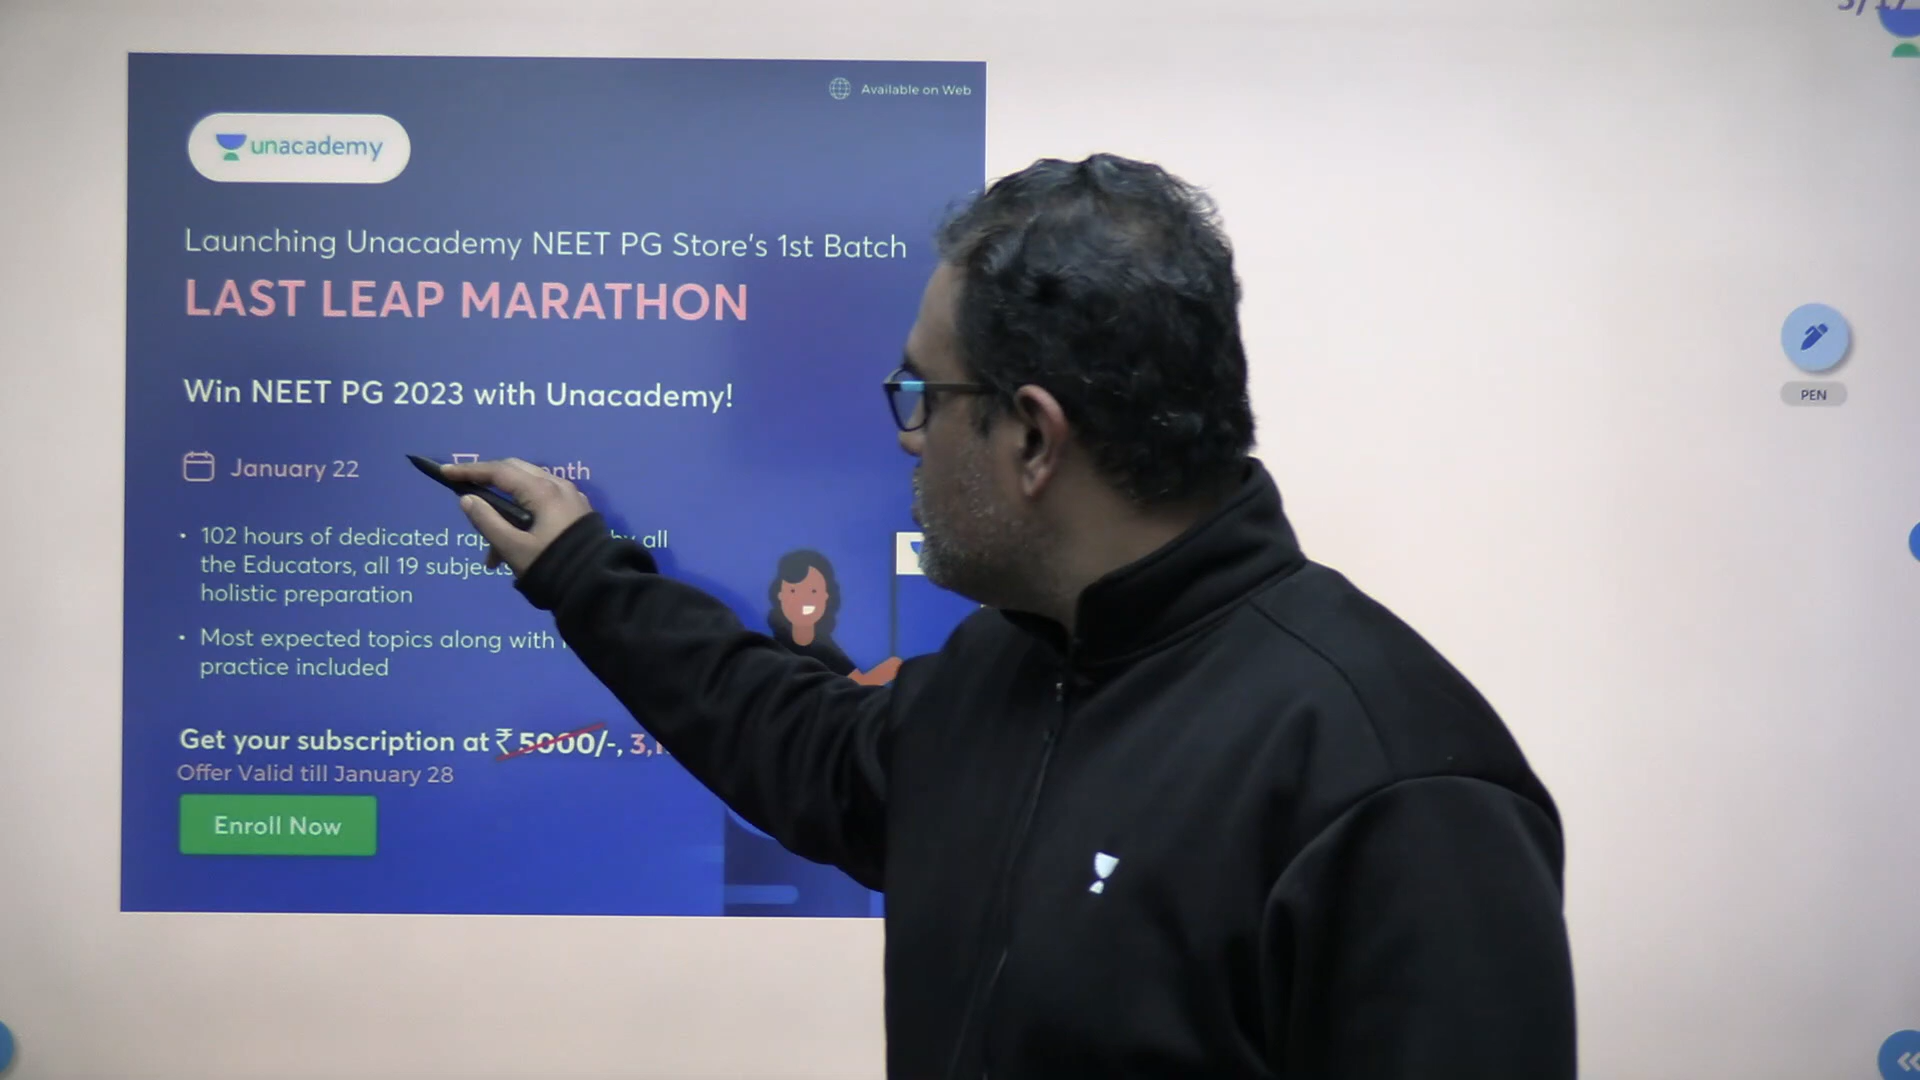 Available on Web
unacademy
Launching Unacademy NEET PG Store's 1st Batch
LAST LEAP MARATHON
Win NEET PG 2023 with Unacademy!
January 22
102 hours of dedicated all
the Educators, all 19 subjects
holistic preparation
Most expected topics along with
practice included
Get your subscription at ₹ 5000/-,
Offer Valid till January 28
Enroll Now
PEN